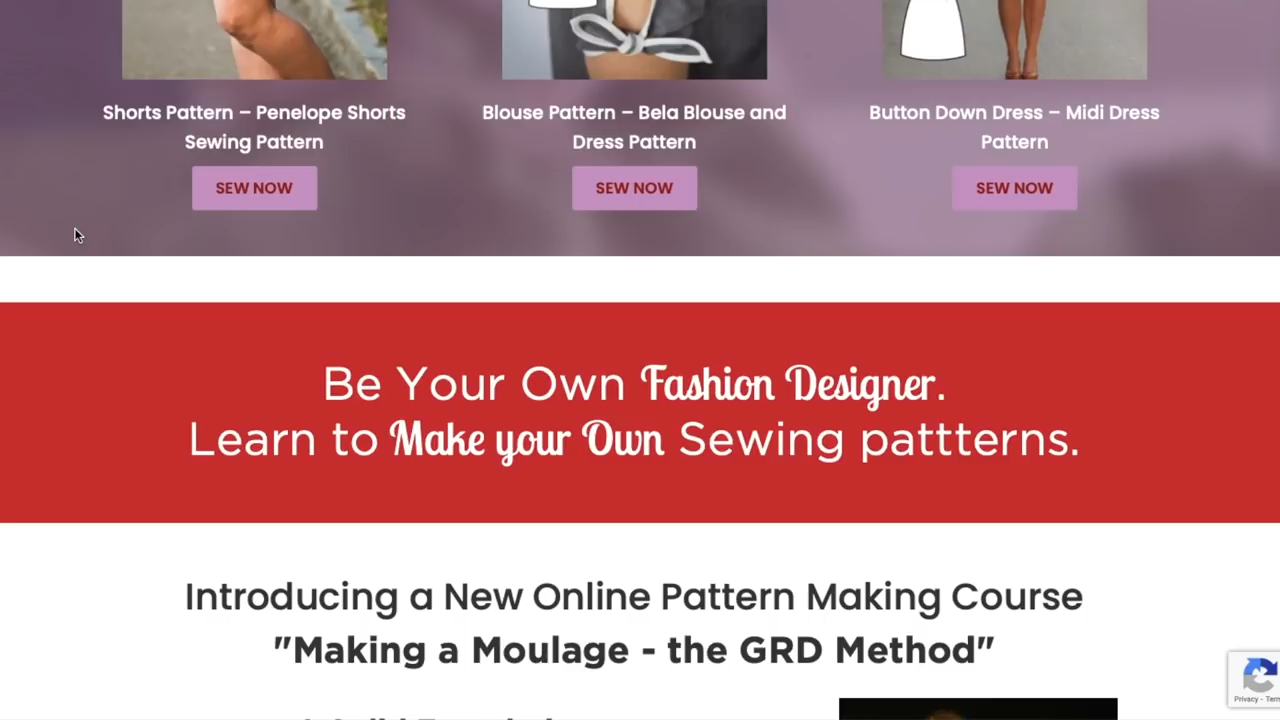 Shorts Pattern – Penelope Shorts
Sewing Pattern
SEW NOW
Blouse Pattern – Bela Blouse and
Dress Pattern
SEW NOW
Button Down Dress – Midi Dress
Pattern
SEW NOW
Be Your Own Fashion Designer.
Learn to Make your Own Sewing pattterns.
Introducing a New Online Pattern Making Course
"Making a Moulage - the GRD Method"
Privacy -